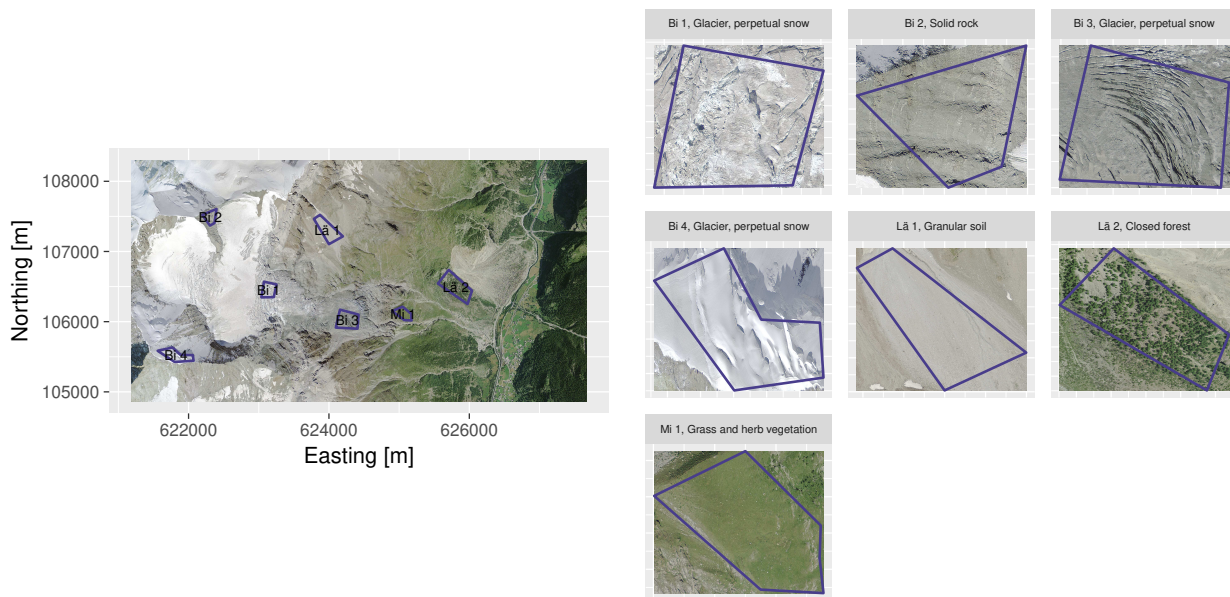 Bi 1, Glacier, perpetual snow
Bi 2, Solid rock
Bi 3, Glacier, perpetual snow
Bi 4, Glacier, perpetual snow
Lä 1, Granular soil
Lä 2, Closed forest
Mi 1, Grass and herb vegetation
Northing [m]
108000
107000
106000
105000
Bi 2
Lä 1
Bi 1
Lä 2
Bi 3
Mi 1
Bi 4
622000
624000
626000
Easting [m]